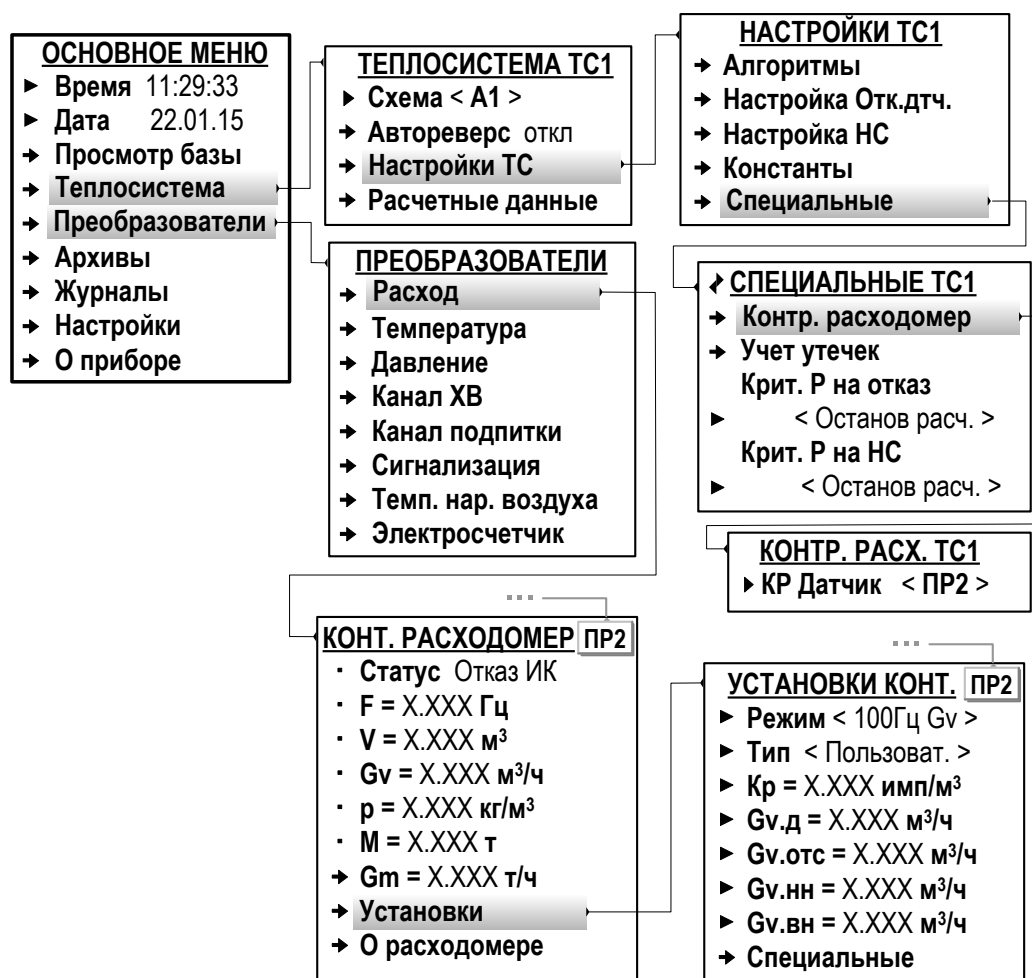 ОСНОВНОЕ МЕНЮ
Время 11:29:33
Дата 22.01.15
Просмотр базы
Теплосистема
Преобразователи
Архивы
Журналы
Настройки
О приборе
ТЕПЛОСИСТЕМА ТС1
Схема < А1 >
Автореверс откл
Настройки ТС
Расчетные данные
НАСТРОЙКИ ТС1
Алгоритмы
Настройка Отк.дтч.
Настройка НС
Константы
Специальные
ПРЕОБРАЗОВАТЕЛИ
Расход
Температура
Давление
Канал ХВ
Канал подпитки
Сигнализация
Темп. нар. воздуха
Электросчетчик
СПЕЦИАЛЬНЫЕ ТС1
Контр. расходомер
Учет утечек
Крит. Р на отказ
< Останов расч. >
Крит. Р на НС
< Останов расч. >
КОНТР. РАСХ. ТС1
КР Датчик < ПР2 >
КОНТ. РАСХОДОМЕР ПР2
Статус Отказ ИК
F = X.XXX Гц
V = X.XXX м³
Gv = X.XXX м³/ч
p = X.XXX кг/м³
M = X.XXX т
Gm = X.XXX т/ч
Установки
О расходомере
УСТАНОВКИ КОНТ. ПР2
Режим < 100Гц Gv >
Тип < Пользоват. >
Кр = X.XXX имп/м³
Gv.д = X.XXX м³/ч
Gv.отс = X.XXX м³/ч
Gv.нн = X.XXX м³/ч
Gv.вн = X.XXX м³/ч
Специальные